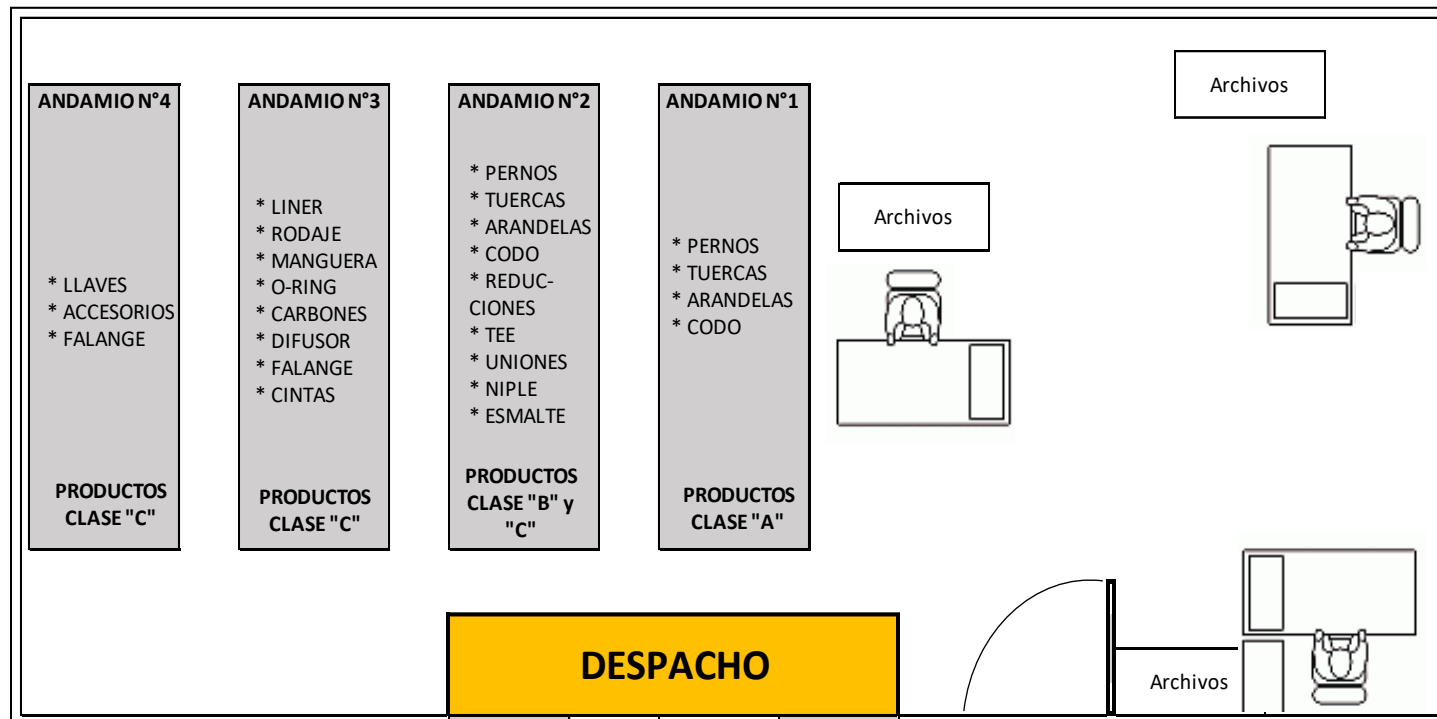 ANDAMIO N°4
* LLAVES
* ACCESORIOS
* FALANGE
PRODUCTOS
CLASE "C"
ANDAMIO N°3
* LINER
* RODAJE
* MANGUERA
* O-RING
* CARBONES
* DIFUSOR
* FALANGE
* CINTAS
PRODUCTOS
CLASE "C"
ANDAMIO N°2
* PERNOS
* TUERCAS
* ARANDELAS
* CODO
* REDUC-
CIONES
* TEE
* UNIONES
* NIPLE
* ESMALTE
PRODUCTOS
CLASE "B" y
"C"
ANDAMIO N°1
* PERNOS
* TUERCAS
* ARANDELAS
* CODO
PRODUCTOS
CLASE "A"
Archivos
Archivos
DESPACHO
Archivos